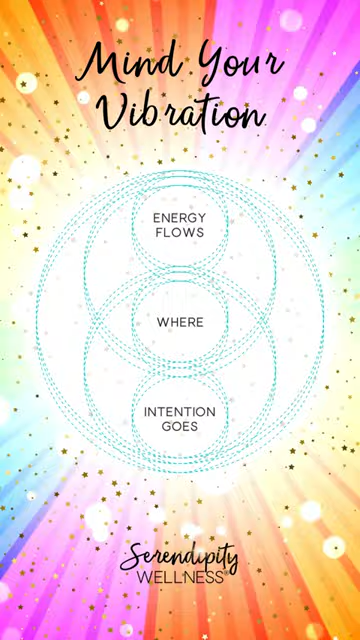 Mind Your
Vibration
ENERGY
FLOWS
WHERE
INTENTION
GOES
Serendipity
WELLNESS